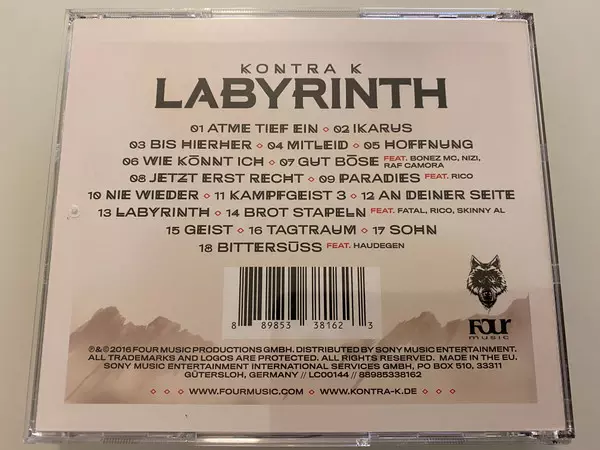 KONTRA K
LABYRINTH
01 ATME TIEF EIN ◇ 02 IKARUS
03 BIS HIERHER ◇ 04 MITLEID ◇ 05 HOFFNUNG
06 WIE KÖNNT ICH ◇ 07 GUT BÖSE FEAT. BONEZ MC, NIZI, RAF CAMORA
08 JETZT ERST RECHT ◇ 09 PARADIES FEAT. RICO
10 NIE WIEDER ◇ 11 KAMPFGEIST 3 ◇ 12 AN DEINER SEITE
13 LABYRINTH ◇ 14 BROT STAPELN FEAT. FATAL, RICO, SKINNY AL
15 GEIST ◇ 16 TAGTRAUM ◇ 17 SOHN
18 BITTERSÜSS FEAT. HAUDEGEN
8 89853 38162 3
FOUR
MUSIC
℗&© 2016 FOUR MUSIC PRODUCTIONS GMBH. DISTRIBUTED BY SONY MUSIC ENTERTAINMENT.
ALL TRADEMARKS AND LOGOS ARE PROTECTED. ALL RIGHTS RESERVED. MADE IN THE EU.
SONY MUSIC ENTERTAINMENT INTERNATIONAL SERVICES GMBH, PO BOX 510, 33311
GÜTERSLOH, GERMANY // LC00144 // 88985338162
◇ ◇ ◇ WWW.FOURMUSIC.COM ◇ WWW.KONTRA-K.DE ◇ ◇ ◇